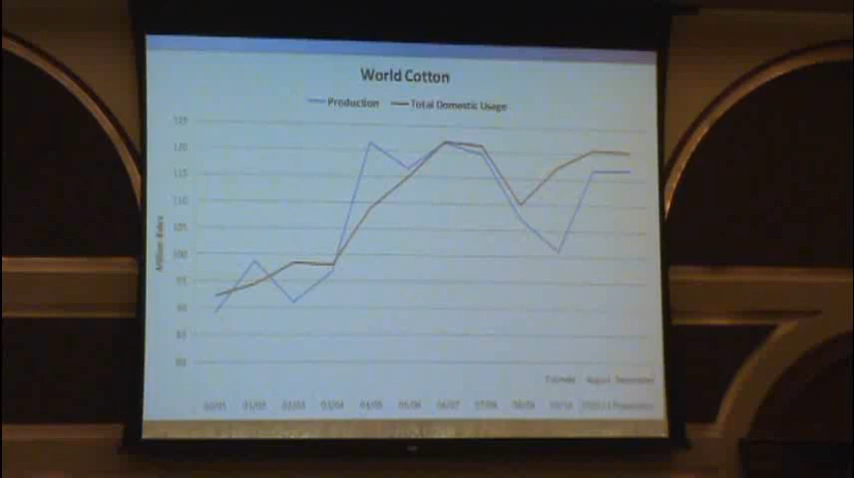 World Cotton
Production Total Domestic Usage
125
120
115
110
105
100
95
90
85
80
Million Bales
00/01 01/02 02/03 03/04 04/05 05/06 06/07 07/08 08/09 09/10